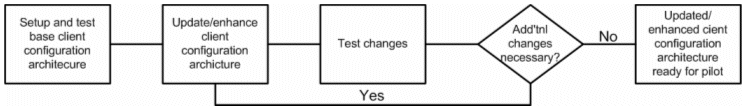 Setup and test
base client
configuration
architecure
Update/enhance
client
configuration
archicture
Test changes
Add'tnl
changes
necessary?
No
Updated/
enhanced cient
configuration
architecture
ready for pilot
Yes